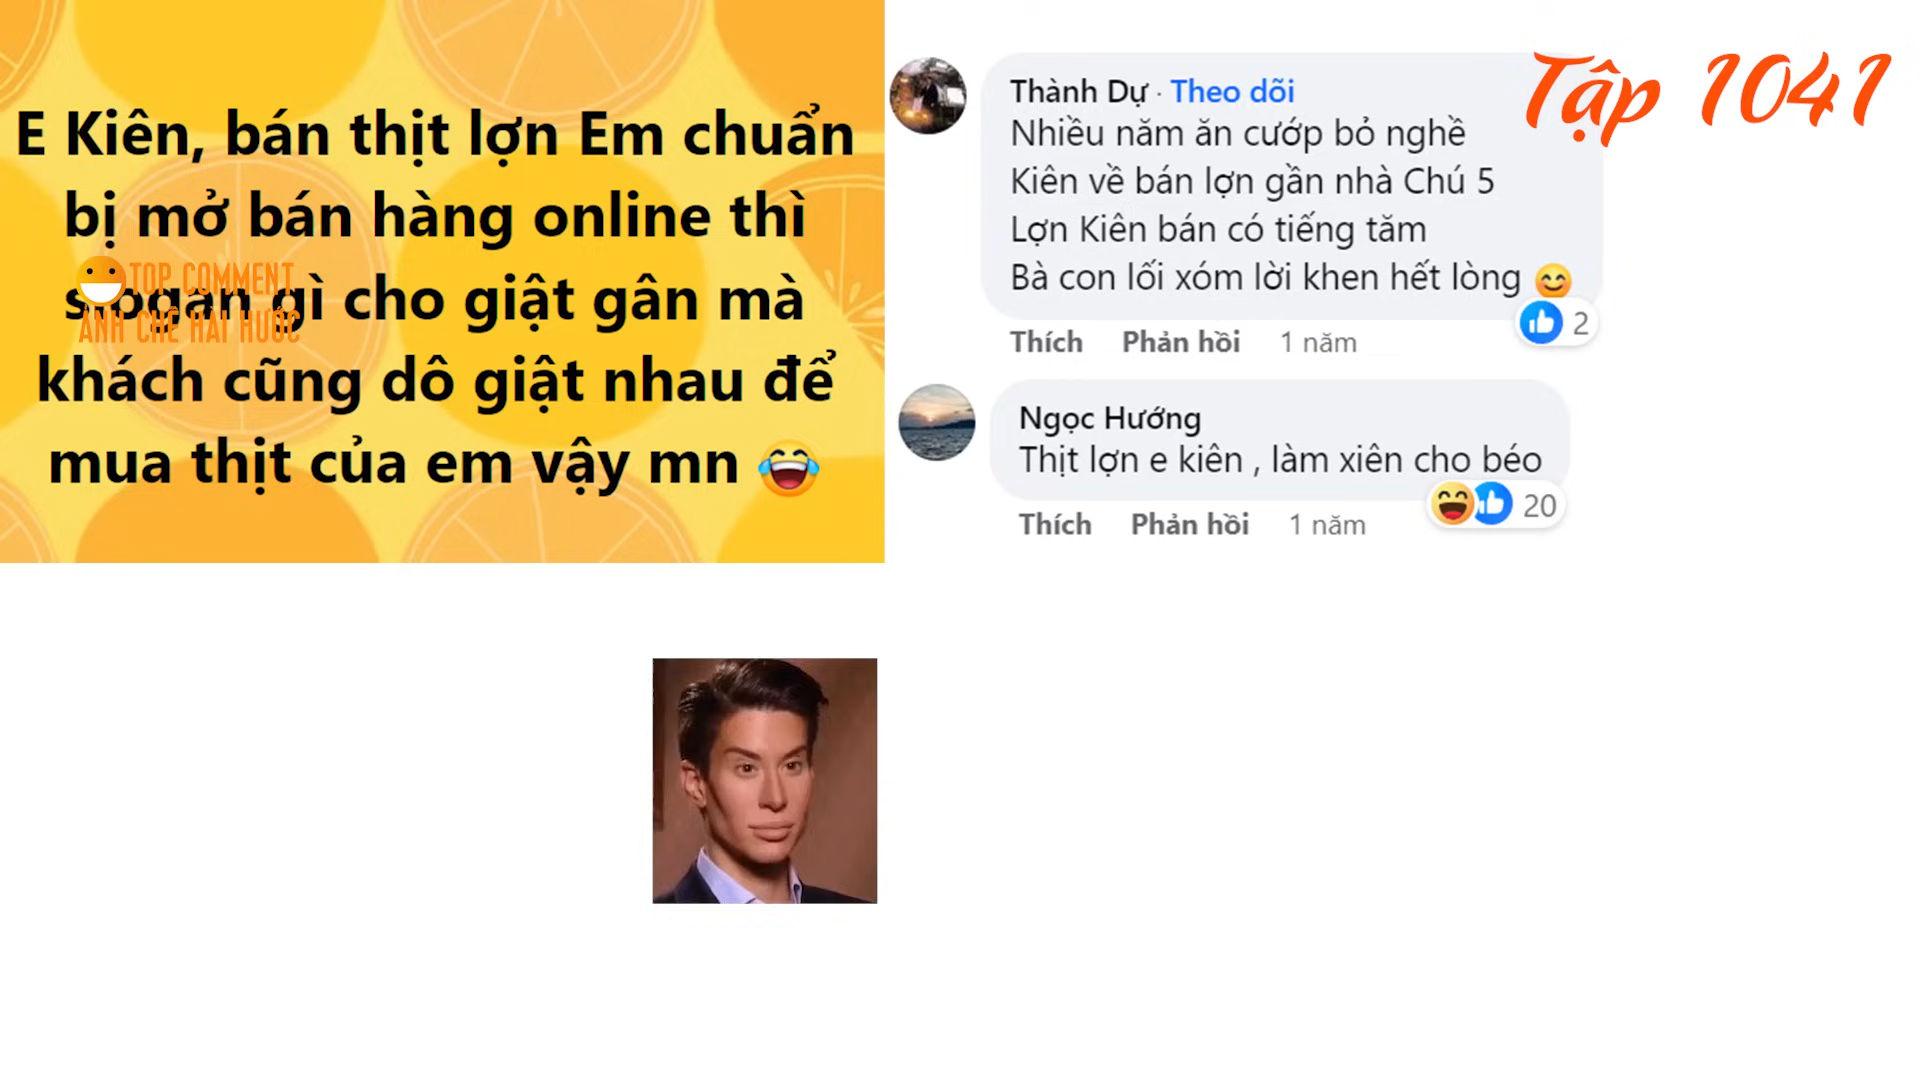 E Kiên, bán thịt lợn Em chuẩn
bị mở bán hàng online thì
slogan gì cho giật gân mà
khách cũng dô giật nhau để
mua thịt của em vậy mn 😂
TOP COMMENT
ẢNH CHẾ HÀI HƯỚC
Tập 1041
Thành Dự · Theo dõi
Nhiều năm ăn cướp bỏ nghề
Kiên về bán lợn gần nhà Chú 5
Lợn Kiên bán có tiếng tăm
Bà con lối xóm lời khen hết lòng 😊
2
Thích Phản hồi 1 năm
Ngọc Hướng
Thịt lợn e kiên , làm xiên cho béo
20
Thích Phản hồi 1 năm